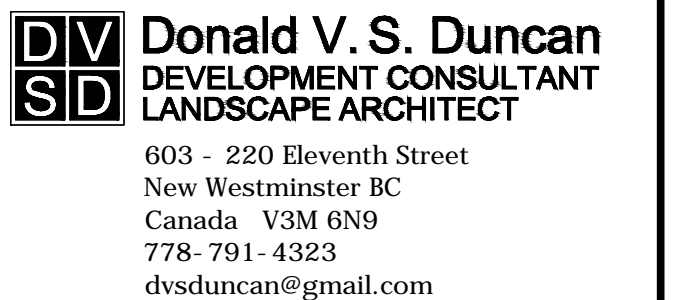 DV
SD
Donald V. S. Duncan
DEVELOPMENT CONSULTANT
LANDSCAPE ARCHITECT
603 - 220 Eleventh Street
New Westminster BC
Canada V3M 6N9
778-791-4323
dvsduncan@gmail.com